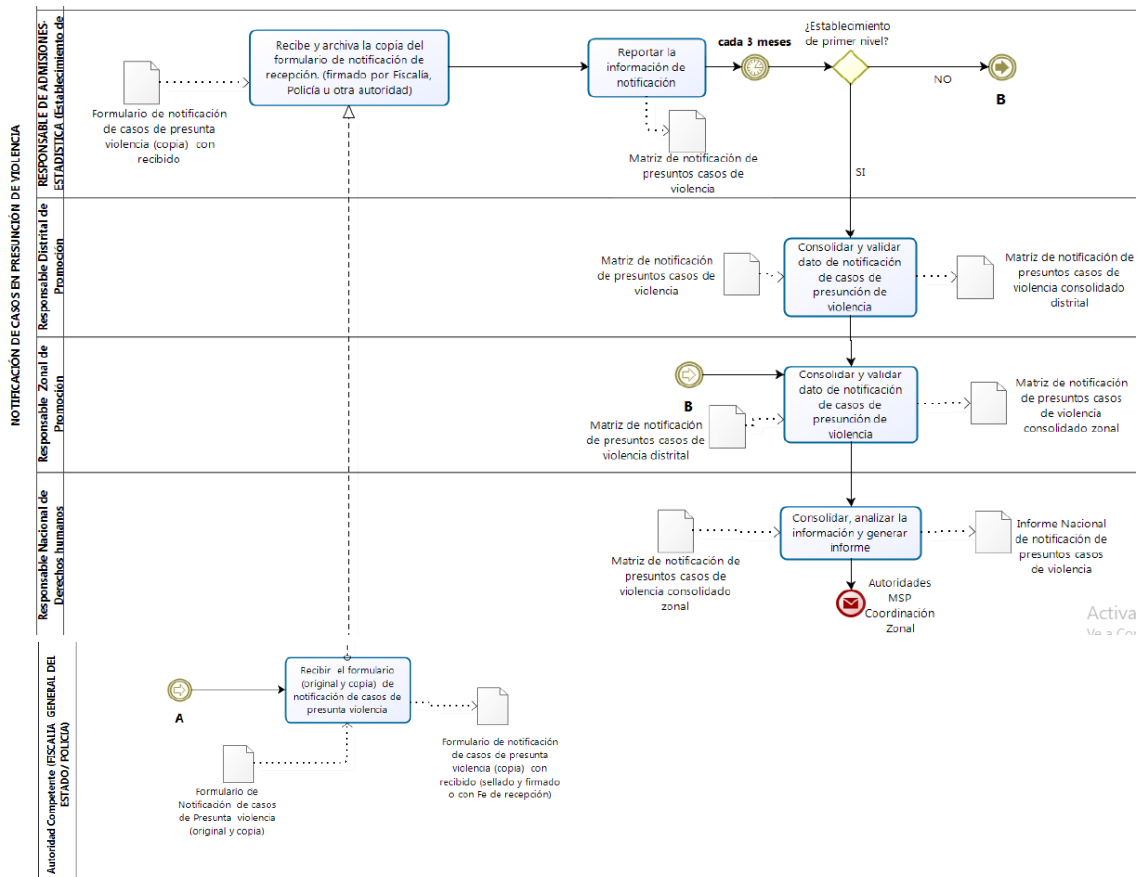 NOTIFICACIÓN DE CASOS EN PRESUNCIÓN DE VIOLENCIA
RESPONSABLE DE ADMISIONES-
ESTADISTICA (Establecimiento de
Recibe y archiva la copia del
formulario de notificación de
recepción. (firmado por Fiscalía,
Policía u otra autoridad)
Formulario de notificación
de casos de presunta
violencia (copia) con
recibido
Reportar la
información de
notificación
Matriz de notificación de
presuntos casos de
violencia
cada 3 meses
¿Establecimiento
de primer nivel?
NO
B
SI
Responsable Distrital de
Promoción
Matriz de notificación
de presuntos casos de
violencia
Consolidar y validar
dato de notificación
de casos de
presunción de
violencia
Matriz de notificación de
presuntos casos de
violencia consolidado
distrital
Responsable Zonal de
Promoción
B
Matriz de notificación
de presuntos casos de
violencia distrital
Consolidar y validar
dato de notificación
de casos de
presunción de
violencia
Matriz de notificación
de presuntos casos
de violencia
consolidado zonal
Responsable Nacional de
Derechos humanos
Matriz de notificación de
presuntos casos de
violencia consolidado
zonal
Consolidar, analizar la
información y generar
informe
Informe Nacional
de notificación de
presuntos casos
de violencia
Autoridades
MSP
Coordinación
Zonal
Activa
Autoridad Competente (FISCALIA GENERAL DEL
ESTADO/ POLICIA)
A
Recibir el formulario
(original y copia) de
notificación de casos de
presunta violencia
Formulario de
Notificación de casos
de Presunta violencia
(original y copia)
Formulario de notificación
de casos de presunta
violencia (copia) con
recibido (sellado y firmado
o con Fe de recepción)